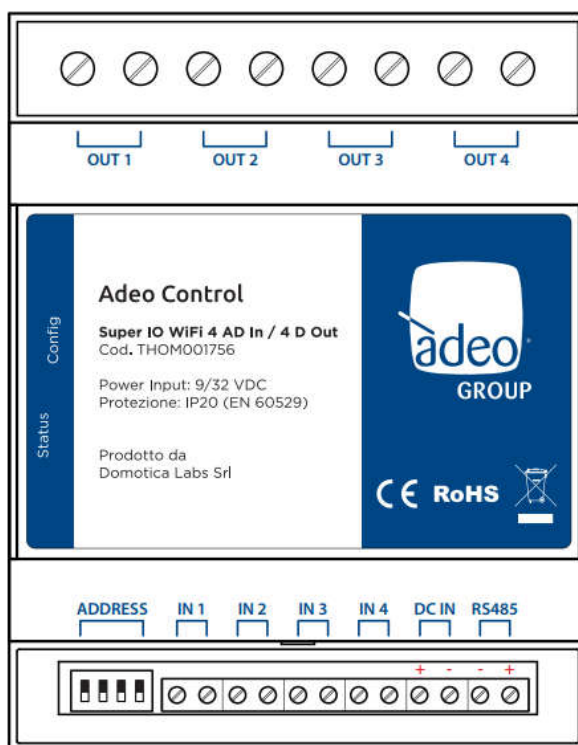 OUT 1 OUT 2 OUT 3 OUT 4
Config
Status
Adeo Control
Super IO WiFi 4 AD In / 4 D Out
Cod. THOM001756
Power Input: 9/32 VDC
Protezione: IP20 (EN 60529)
Prodotto da
Domotica Labs Srl
adeo®
GROUP
CE RoHS
ADDRESS IN 1 IN 2 IN 3 IN 4 DC IN RS485
+ - - +